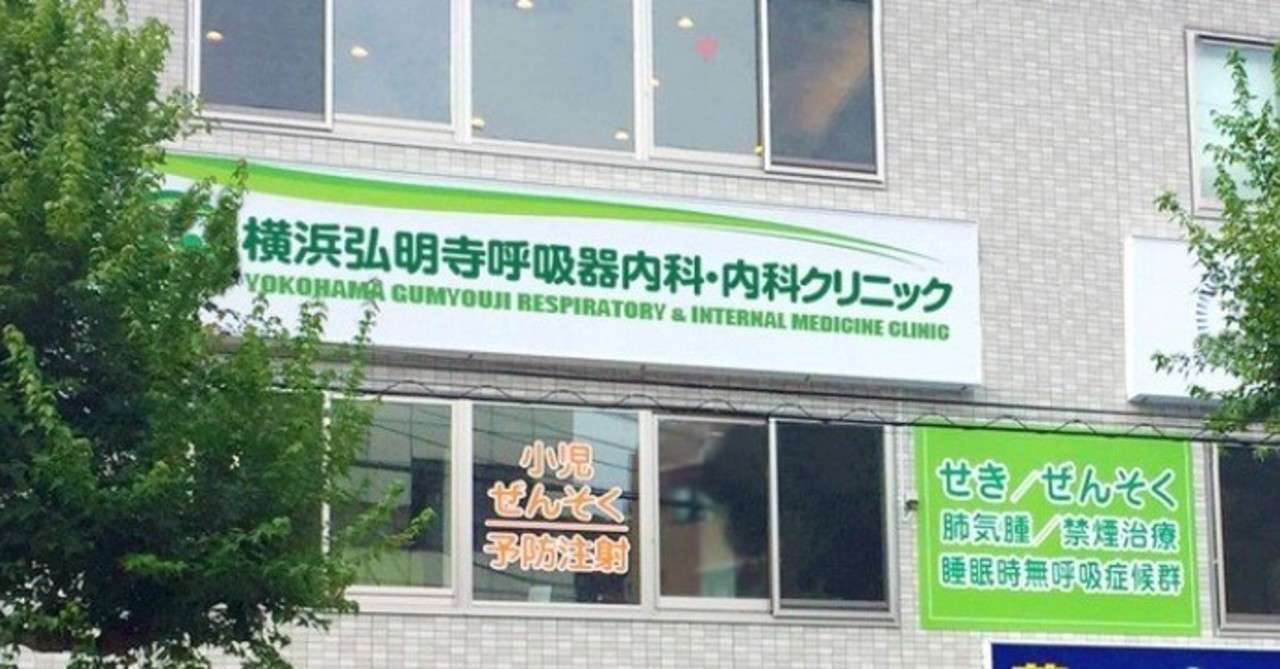 横浜弘明寺呼吸器内科・内科クリニック
YOKOHAMA GUMYOUJI RESPIRATORY & INTERNAL MEDICINE CLINIC
小児
ぜんそく
予防注射
せき／ぜんそく
肺気腫／禁煙治療
睡眠時無呼吸症候群